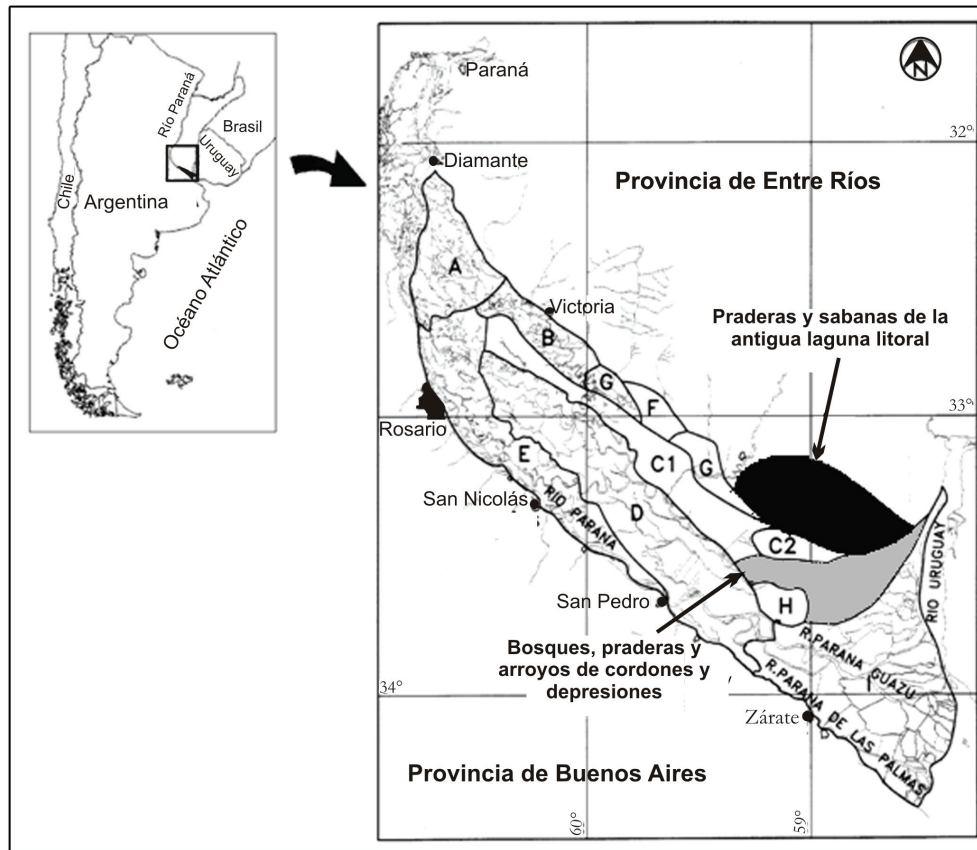 Río Paraná
Brasil
Uruguay
Chile
Argentina
Océano Atlántico
N
Paraná
32°
Diamante
Provincia de Entre Ríos
A
Victoria
Praderas y sabanas de la
antigua laguna litoral
B
G
F
33°
Rosario
C1
G
E
San Nicolás
RIO PARANA
D
C2
RIO URUGUAY
San Pedro
H
Bosques, praderas y
arroyos de cordones y
depresiones
R. PARANA GUAZU
R. PARANA DE LAS PALMAS
34°
Zárate
Provincia de Buenos Aires
60°
59°